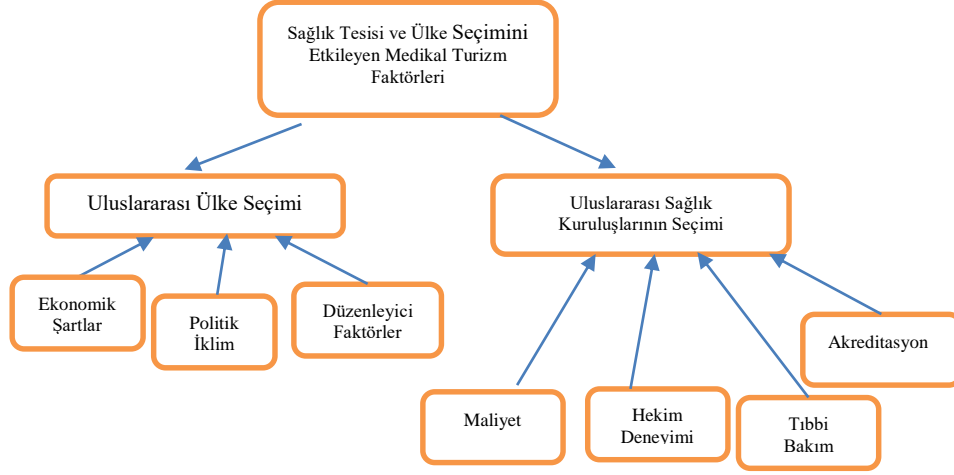 Sağlık Tesisi ve Ülke Seçimini
Etkileyen Medikal Turizm
Faktörleri
Uluslararası Ülke Seçimi
Uluslararası Sağlık
Kuruluşlarının Seçimi
Ekonomik
Şartlar
Politik
İklim
Düzenleyici
Faktörler
Maliyet
Hekim
Deneyimi
Tıbbi
Bakım
Akreditasyon